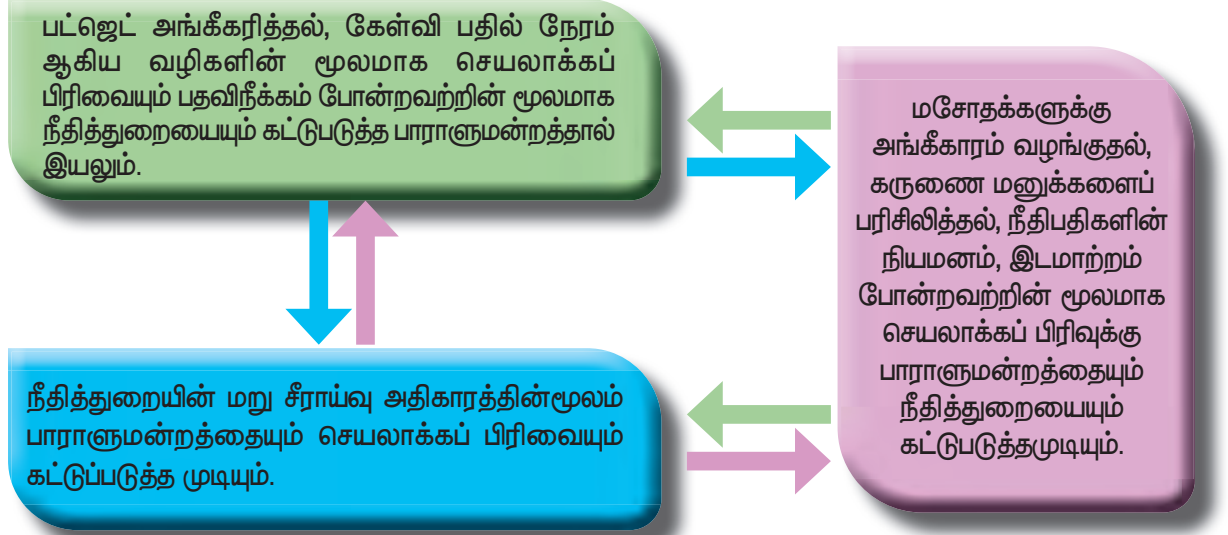 பட்ஜெட் அங்கீகரித்தல், கேள்வி பதில் நேரம்
ஆகிய வழிகளின் மூலமாக செயலாக்கப்
பிரிவையும் பதவிநீக்கம் போன்றவற்றின் மூலமாக
நீதித்துறையையும் கட்டுபடுத்த பாராளுமன்றத்தால்
இயலும்.
மசோதக்களுக்கு
அங்கீகாரம் வழங்குதல்,
கருணை மனுக்களைப்
பரிசிலித்தல், நீதிபதிகளின்
நியமனம், இடமாற்றம்
போன்றவற்றின் மூலமாக
செயலாக்கப் பிரிவுக்கு
பாராளுமன்றத்தையும்
நீதித்துறையையும்
கட்டுபடுத்தமுடியும்.
நீதித்துறையின் மறு சீராய்வு அதிகாரத்தின்மூலம்
பாராளுமன்றத்தையும் செயலாக்கப் பிரிவையும்
கட்டுப்படுத்த முடியும்.